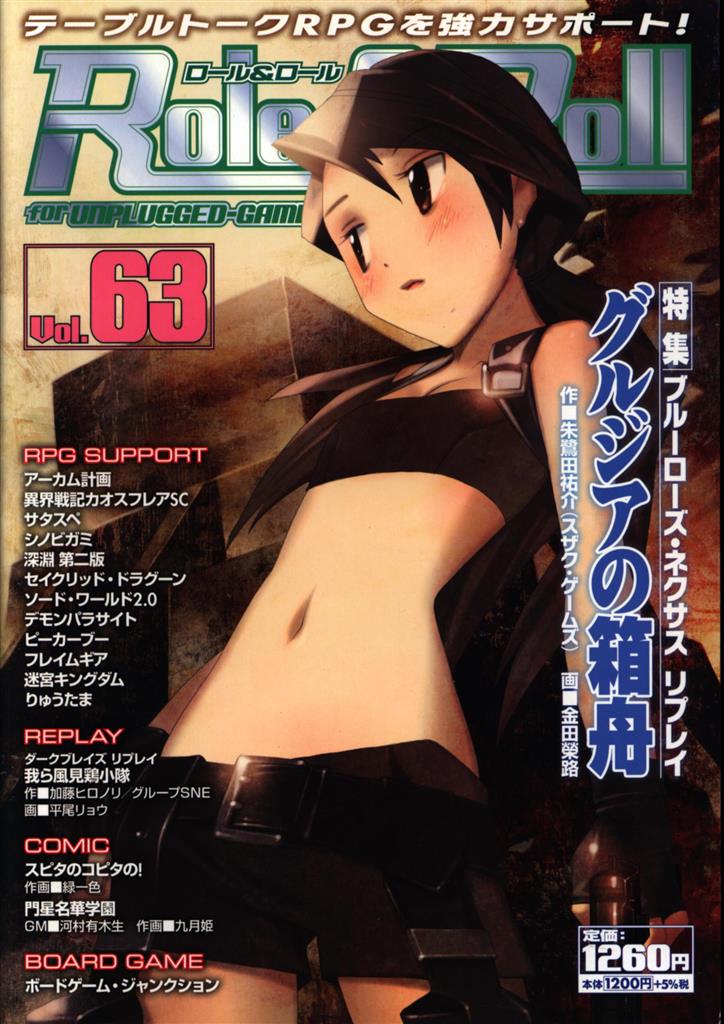 テーブルトークRPGを強力サポート!
ロール&ロール
Role&Roll
for UNPLUGGED-GAM
Vol. 63
特集 ブルーローズ・ネクサス リプレイ
グルジアの箱舟
作■朱鷺田祐介(スザク・ゲームズ) 画■金田榮路
RPG SUPPORT
アーカム計画
異界戦記カオスフレアSC
サタスペ
シノビガミ
深淵 第二版
セイクリッド・ドラグーン
ソード・ワールド2.0
デモンパラサイト
ピーカーブー
フレイムギア
迷宮キングダム
りゅうたま
REPLAY
ダークブレイズ リプレイ
我ら風見鶏小隊
作■加藤ヒロノリ/グループSNE
画■平尾リョウ
COMIC
スピタのコピタの!
作画■緑一色
門星名華学園
GM■河村有木生 作画■九月姫
BOARD GAME
ボードゲーム・ジャンクション
定価:
1260円
本体1200円+5%税